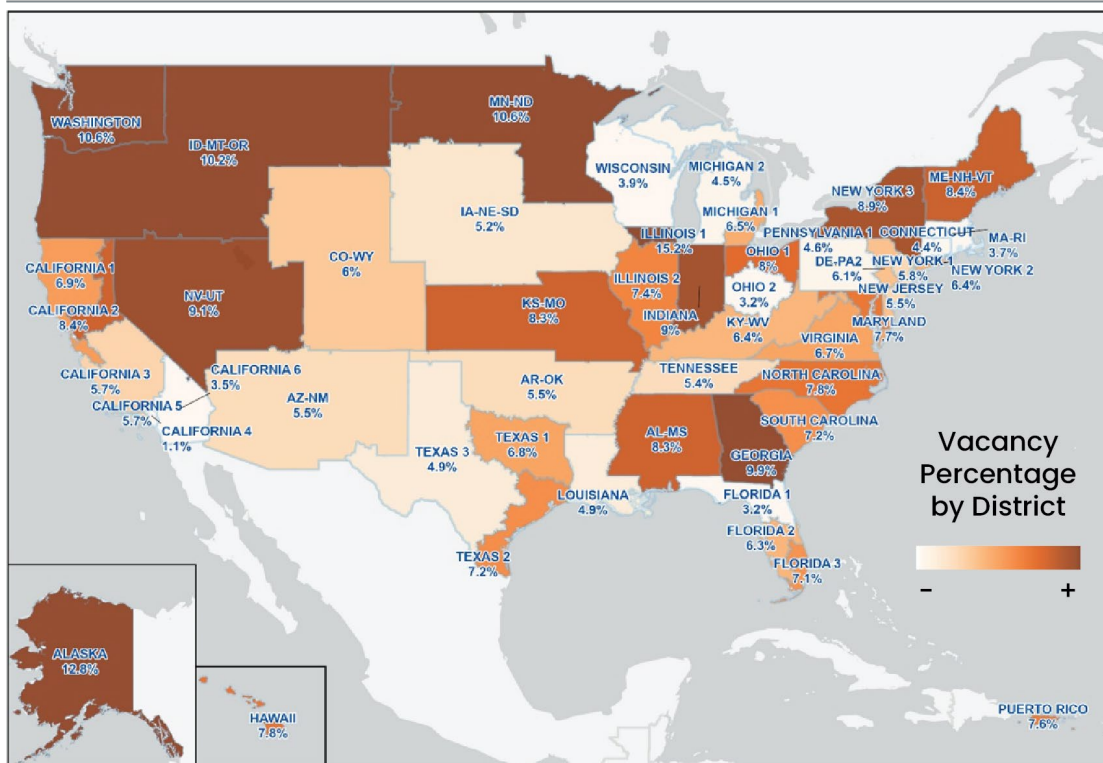 WASHINGTON
10.6%
ID-MT-OR
10.2%
MN-ND
10.6%
WISCONSIN
3.9%
MICHIGAN 2
4.5%
MICHIGAN 1
6.5%
NEW YORK 3
8.9%
ME-NH-VT
8.4%
IA-NE-SD
5.2%
CO-WY
6%
ILLINOIS 1
15.2%
ILLINOIS 2
7.4%
INDIANA
9%
OHIO 1
8%
OHIO 2
3.2%
PENNSYLVANIA 1
4.6%
CONNECTICUT
4.4%
MA-RI
3.7%
DE-PA2
6.1%
NEW YORK 1
5.8%
NEW YORK 2
6.4%
NEW JERSEY
5.5%
MARYLAND
7.7%
CALIFORNIA 1
6.9%
CALIFORNIA 2
8.4%
NV-UT
9.1%
KS-MO
8.3%
KY-WV
6.4%
VIRGINIA
6.7%
CALIFORNIA 3
5.7%
CALIFORNIA 6
3.5%
CALIFORNIA 5
5.7%
CALIFORNIA 4
1.1%
AZ-NM
5.5%
AR-OK
5.5%
TENNESSEE
5.4%
NORTH CAROLINA
7.8%
SOUTH CAROLINA
7.2%
TEXAS 3
4.9%
TEXAS 1
6.8%
AL-MS
8.3%
GEORGIA
9.9%
LOUISIANA
4.9%
FLORIDA 1
3.2%
FLORIDA 2
6.3%
FLORIDA 3
7.1%
TEXAS 2
7.2%
Vacancy
Percentage
by District
- +
ALASKA
12.8%
HAWAII
7.8%
PUERTO RICO
7.6%